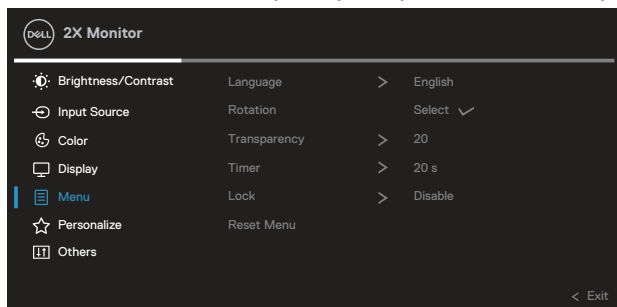 DELL 2X Monitor
Brightness/Contrast Language > English
Input Source Rotation Select ✓
Color Transparency > 20
Display Timer > 20 s
Menu Lock > Disable
Personalize Reset Menu
Others
< Exit